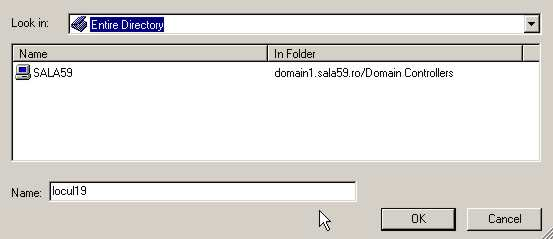 Look in: Entire Directory
Name In Folder
SALA59 domain1.sala59.ro/Domain Controllers
Name: locul19
OK Cancel